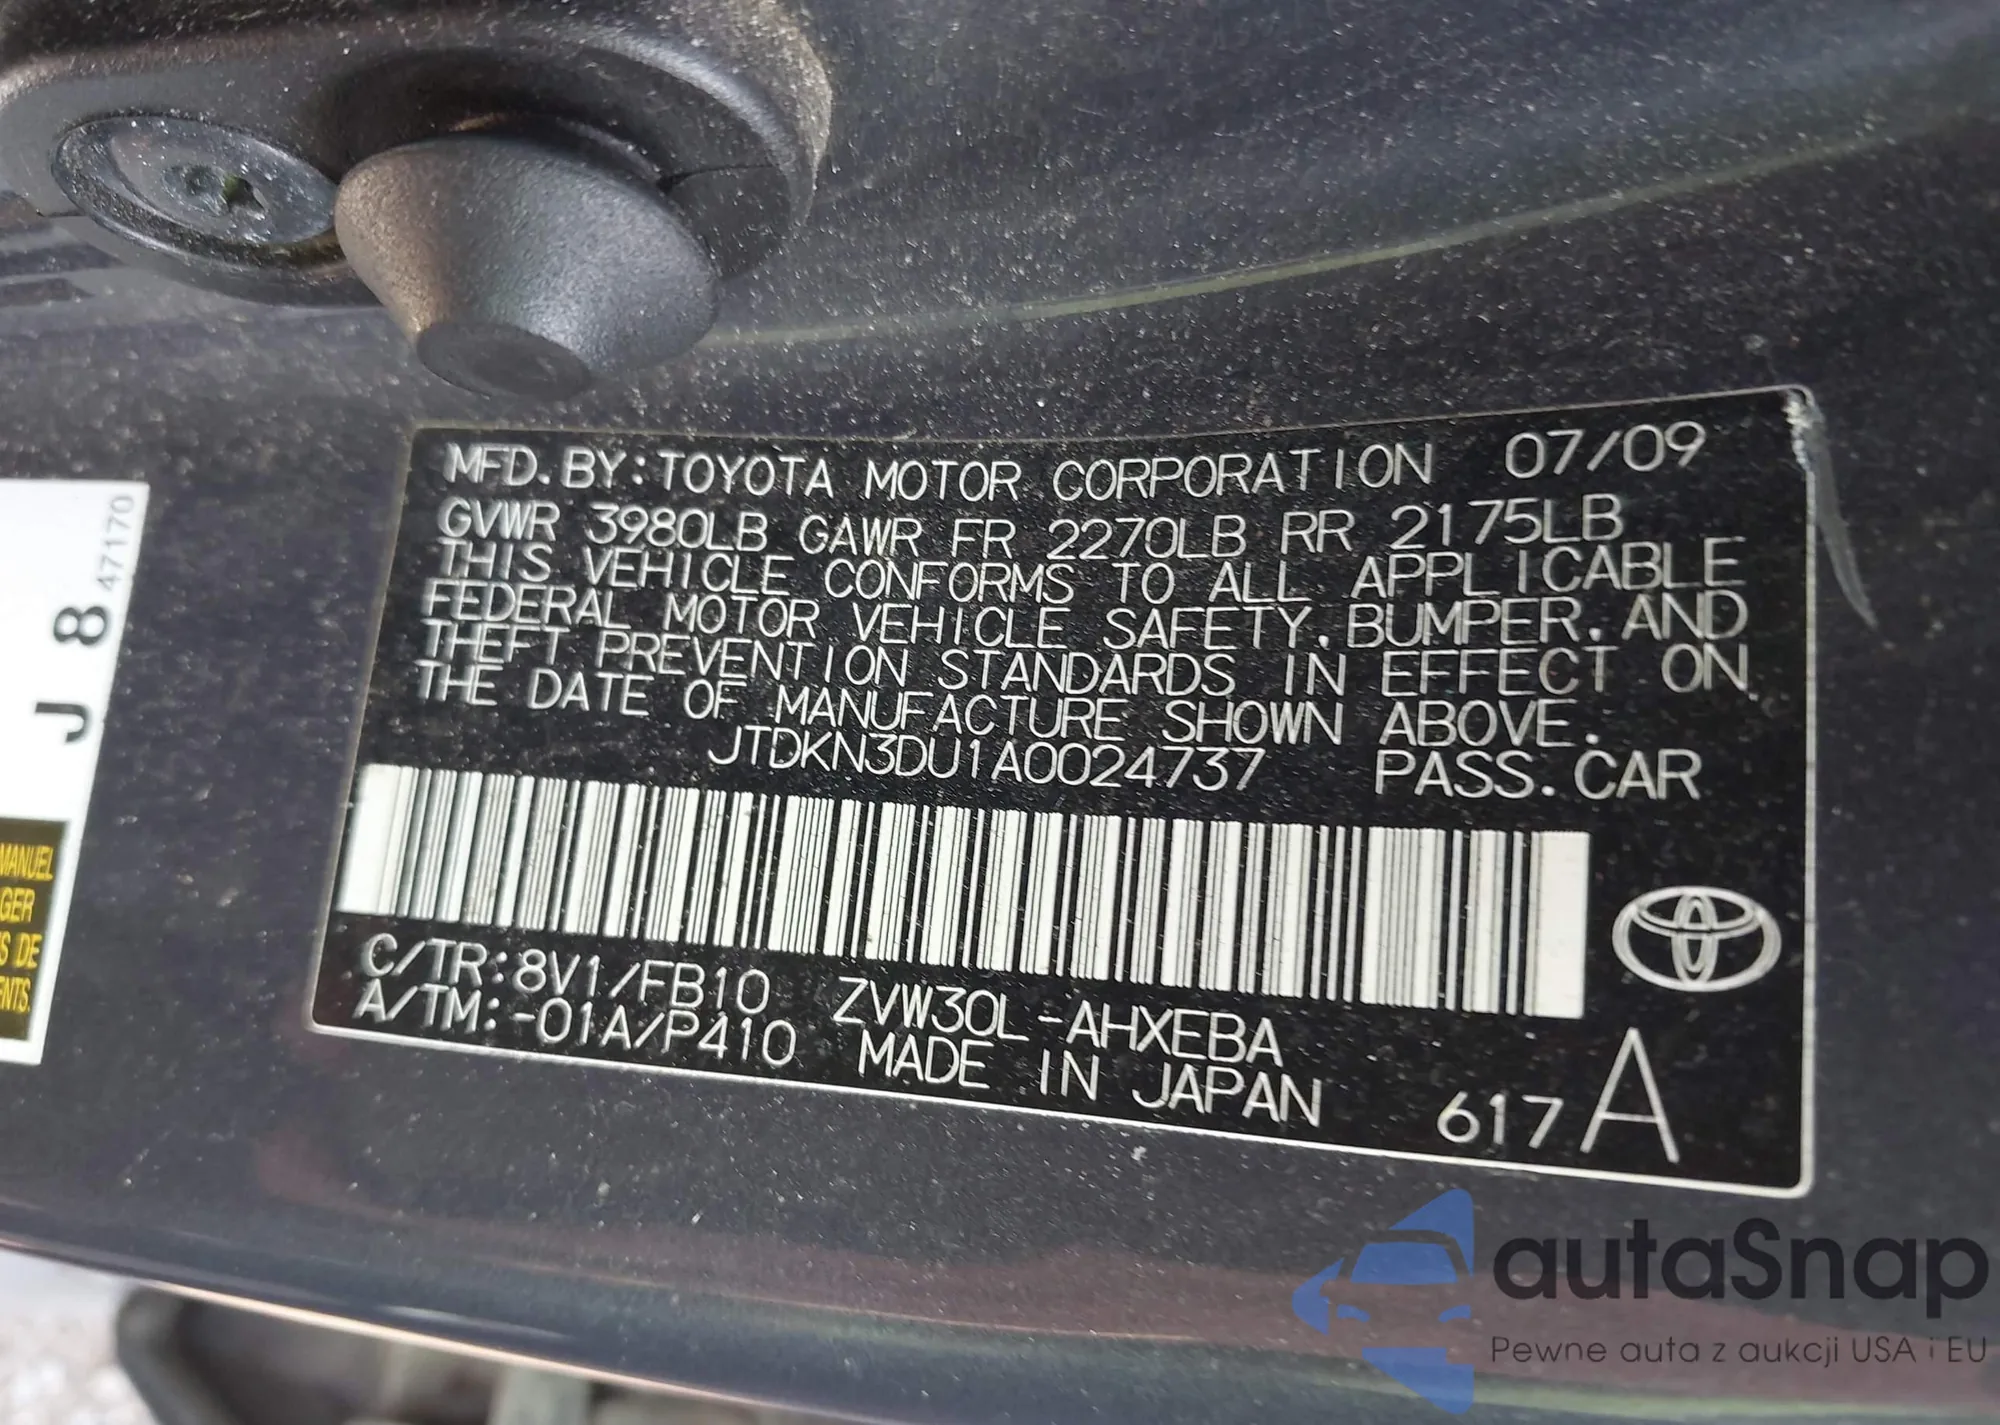 MFD.BY:TOYOTA MOTOR CORPORATION 07/09
GVWR 3980LB GAWR FR 2270LB RR 2175LB
THIS VEHICLE CONFORMS TO ALL APPLICABLE
FEDERAL MOTOR VEHICLE SAFETY, BUMPER, AND
THEFT PREVENTION STANDARDS IN EFFECT ON
THE DATE OF MANUFACTURE SHOWN ABOVE.
JTDKN3DU1A0024737 PASS.CAR
C/TR:8V1/FB10 ZVW30L-AHXEBA
A/TM:-01A/P410 MADE IN JAPAN 617 A
J 8 47170
MANUEL
GER
S DE
ENTS.
autaSnap
Pewne auta z aukcji USA i EU